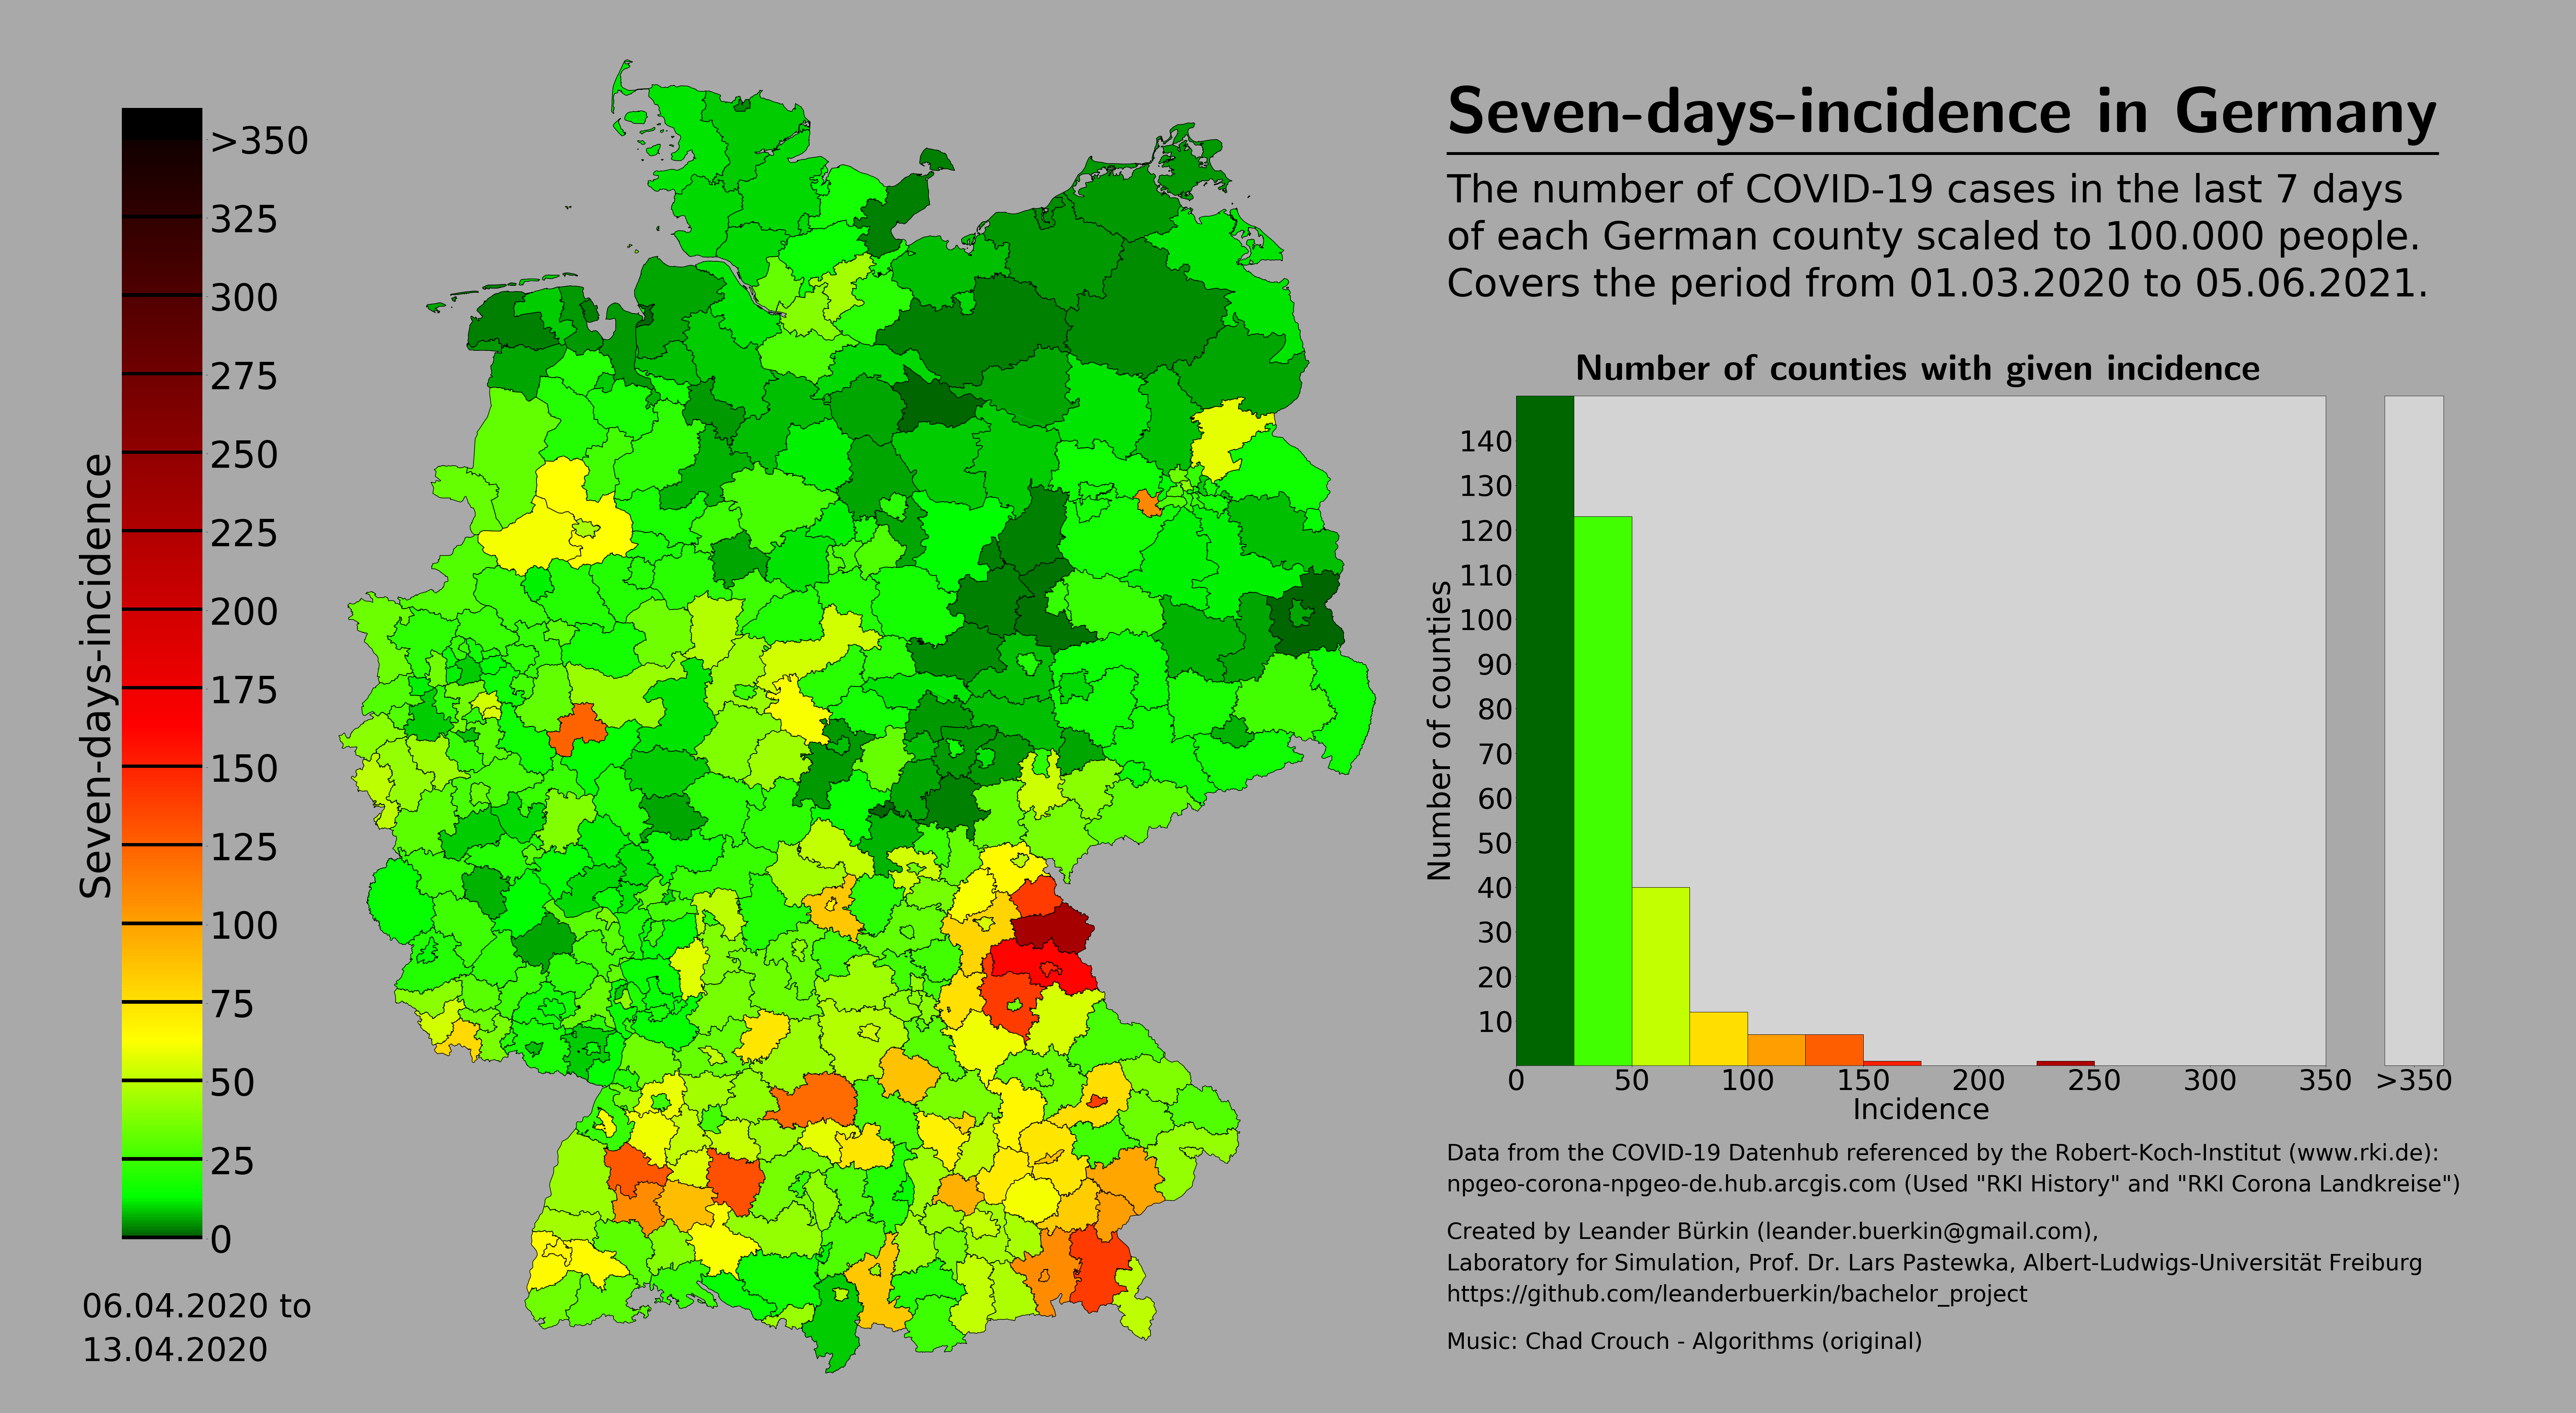 Seven-days-incidence in Germany
The number of COVID-19 cases in the last 7 days
of each German county scaled to 100.000 people.
Covers the period from 01.03.2020 to 05.06.2021.
Seven-days-incidence
>350
325
300
275
250
225
200
175
150
125
100
75
50
25
0
06.04.2020 to
13.04.2020
Number of counties with given incidence
Number of counties
140
130
120
110
100
90
80
70
60
50
40
30
20
10
0 50 100 150 200 250 300 350 >350
Incidence
Data from the COVID-19 Datenhub referenced by the Robert-Koch-Institut (www.rki.de):
npgeo-corona-npgeo-de.hub.arcgis.com (Used "RKI History" and "RKI Corona Landkreise")
Created by Leander Bürkin (leander.buerkin@gmail.com),
Laboratory for Simulation, Prof. Dr. Lars Pastewka, Albert-Ludwigs-Universität Freiburg
https://github.com/leanderbuerkin/bachelor_project
Music: Chad Crouch - Algorithms (original)